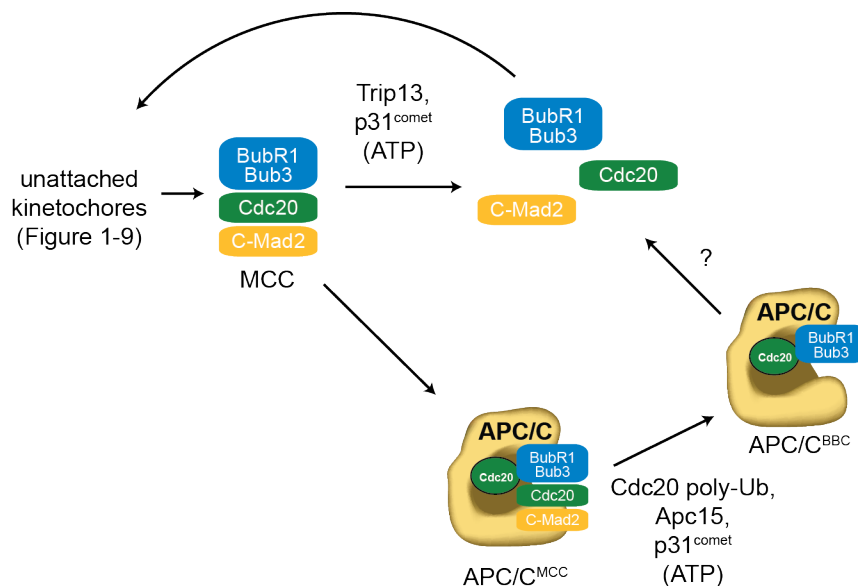 Trip13,
p31comet
(ATP)
BubR1
Bub3
Cdc20
C-Mad2
unattached
kinetochores
(Figure 1-9)
BubR1
Bub3
Cdc20
C-Mad2
MCC
?
APC/C
Cdc20
BubR1
Bub3
APC/CBBC
APC/C
Cdc20
BubR1
Bub3
Cdc20
C-Mad2
APC/CMCC
Cdc20 poly-Ub,
Apc15,
p31comet
(ATP)